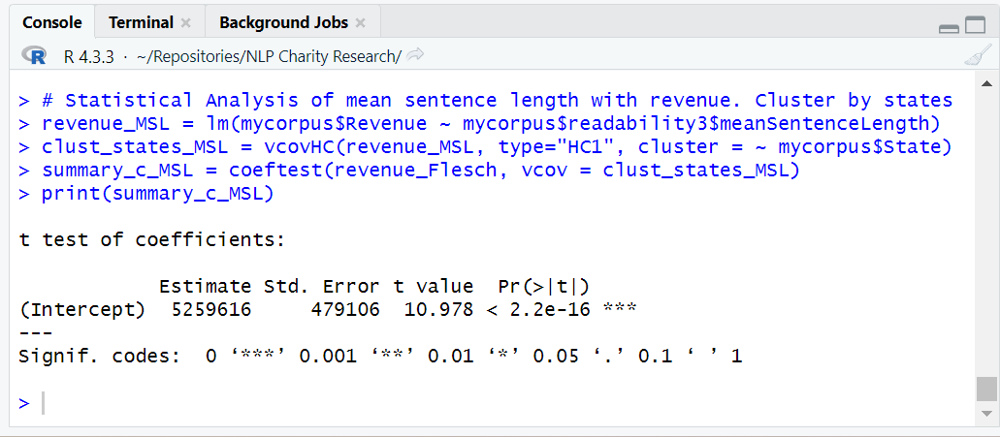 Console Terminal × Background Jobs ×
R R 4.3.3 · ~/Repositories/NLP Charity Research/
> # Statistical Analysis of mean sentence length with revenue. Cluster by states
> revenue_MSL = lm(mycorpus$Revenue ~ mycorpus$readability3$meanSentenceLength)
> clust_states_MSL = vcovHC(revenue_MSL, type="HC1", cluster = ~ mycorpus$State)
> summary_c_MSL = coeftest(revenue_Flesch, vcov = clust_states_MSL)
> print(summary_c_MSL)
t test of coefficients:
Estimate Std. Error t value Pr(>|t|)
(Intercept) 5259616 479106 10.978 < 2.2e-16 ***
---
Signif. codes: 0 ‘***’ 0.001 ‘**’ 0.01 ‘*’ 0.05 ‘.’ 0.1 ‘ ’ 1
>